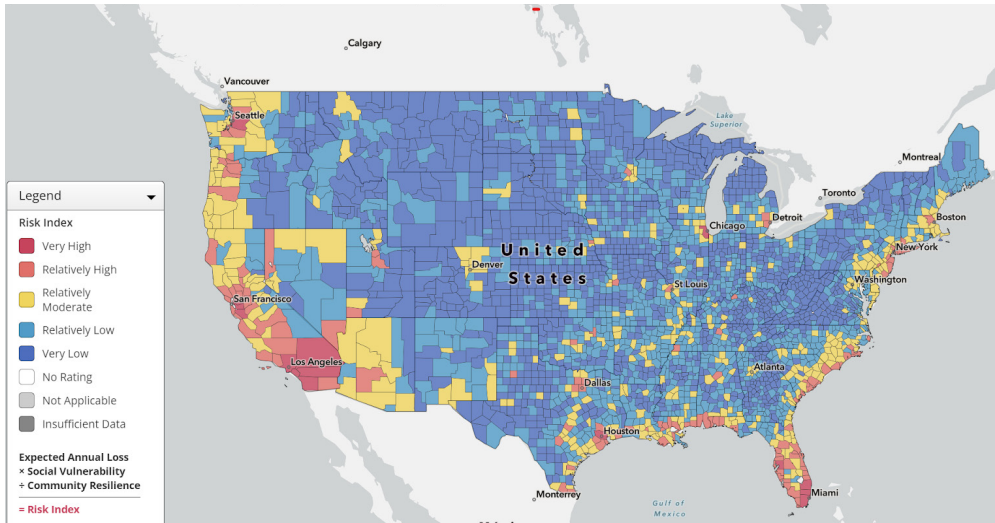 Calgary
Vancouver
Seattle
Lake
Superior
Montreal
Toronto
Boston
Detroit
Chicago
New York
United
States
Denver
Washington
St Louis
San Francisco
Los Angeles
Atlanta
Dallas
Houston
Miami
Monterrey
Gulf of
Mexico
Legend
Risk Index
Very High
Relatively High
Relatively
Moderate
Relatively Low
Very Low
No Rating
Not Applicable
Insufficient Data
Expected Annual Loss
× Social Vulnerability
÷ Community Resilience
= Risk Index